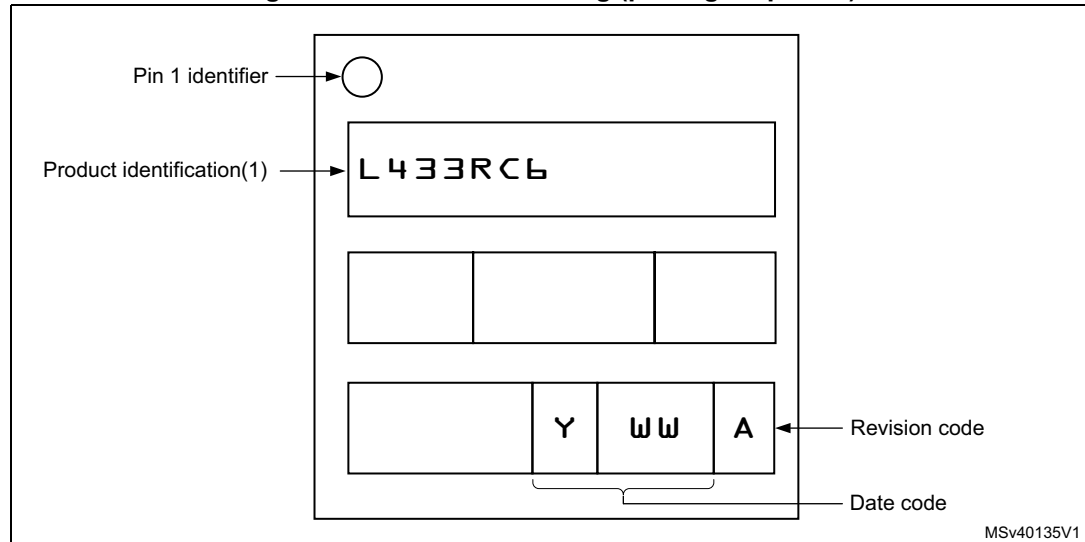 Pin 1 identifier
Product identification(1)
L433RC6
Y WW A
Revision code
Date code
MSv40135V1